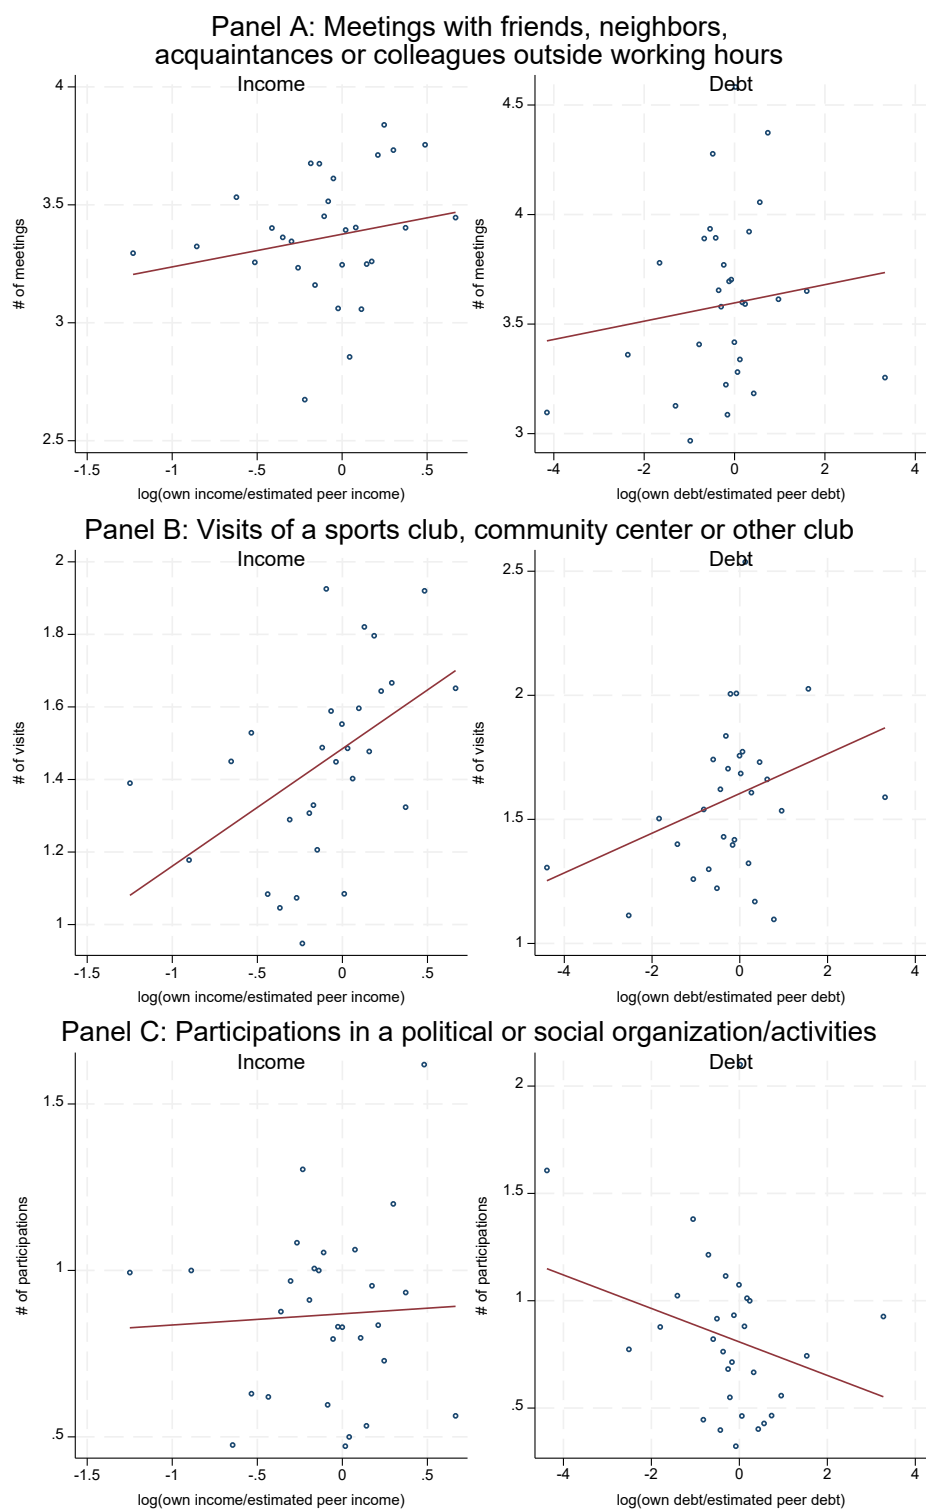 Panel A: Meetings with friends, neighbors,
acquaintances or colleagues outside working hours
Income
# of meetings
4
3.5
3
2.5
-1.5 -1 -.5 0 .5
log(own income/estimated peer income)
Debt
# of meetings
4.5
4
3.5
3
-4 -2 0 2 4
log(own debt/estimated peer debt)
Panel B: Visits of a sports club, community center or other club
Income
# of visits
2
1.8
1.6
1.4
1.2
1
-1.5 -1 -.5 0 .5
log(own income/estimated peer income)
Debt
# of visits
2.5
2
1.5
1
-4 -2 0 2 4
log(own debt/estimated peer debt)
Panel C: Participations in a political or social organization/activities
Income
# of participations
1.5
1
.5
-1.5 -1 -.5 0 .5
log(own income/estimated peer income)
Debt
# of participations
2
1.5
1
.5
-4 -2 0 2 4
log(own debt/estimated peer debt)